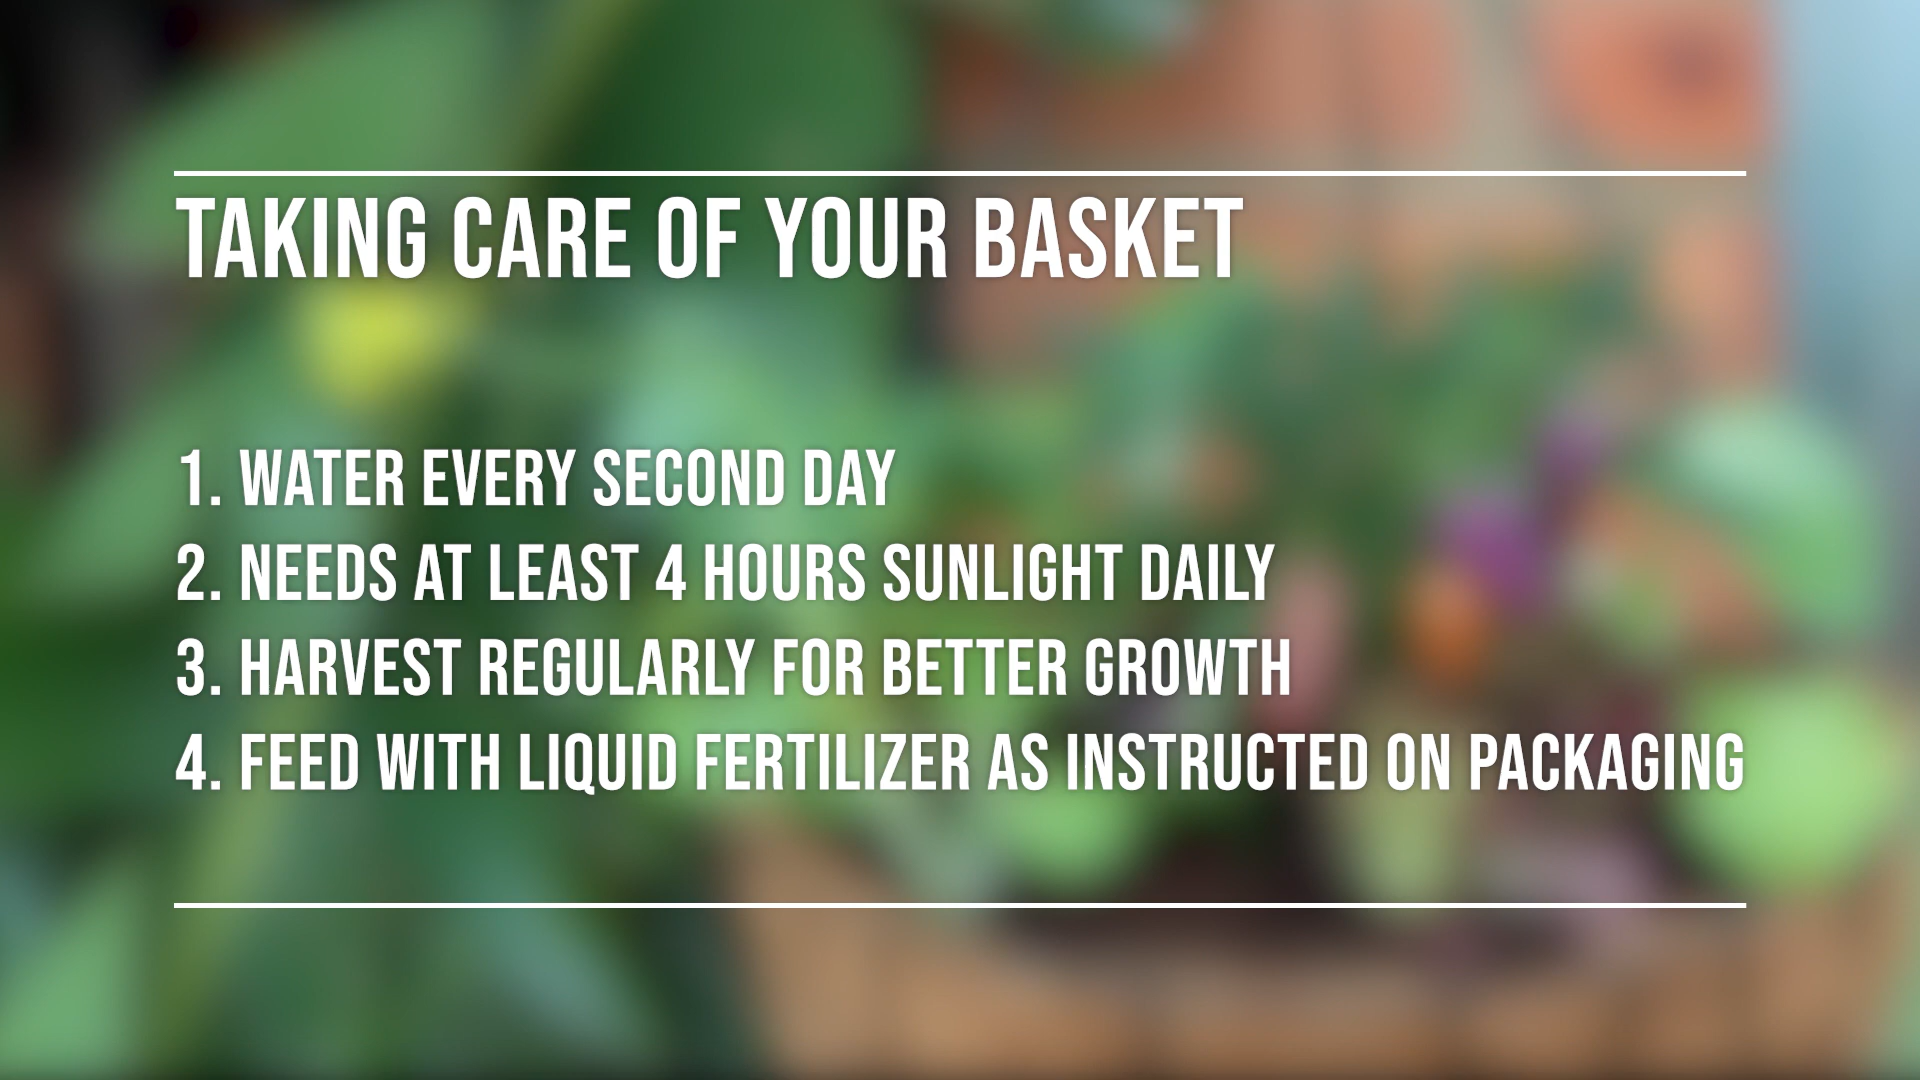 TAKING CARE OF YOUR BASKET
1. WATER EVERY SECOND DAY
2. NEEDS AT LEAST 4 HOURS SUNLIGHT DAILY
3. HARVEST REGULARLY FOR BETTER GROWTH
4. FEED WITH LIQUID FERTILIZER AS INSTRUCTED ON PACKAGING